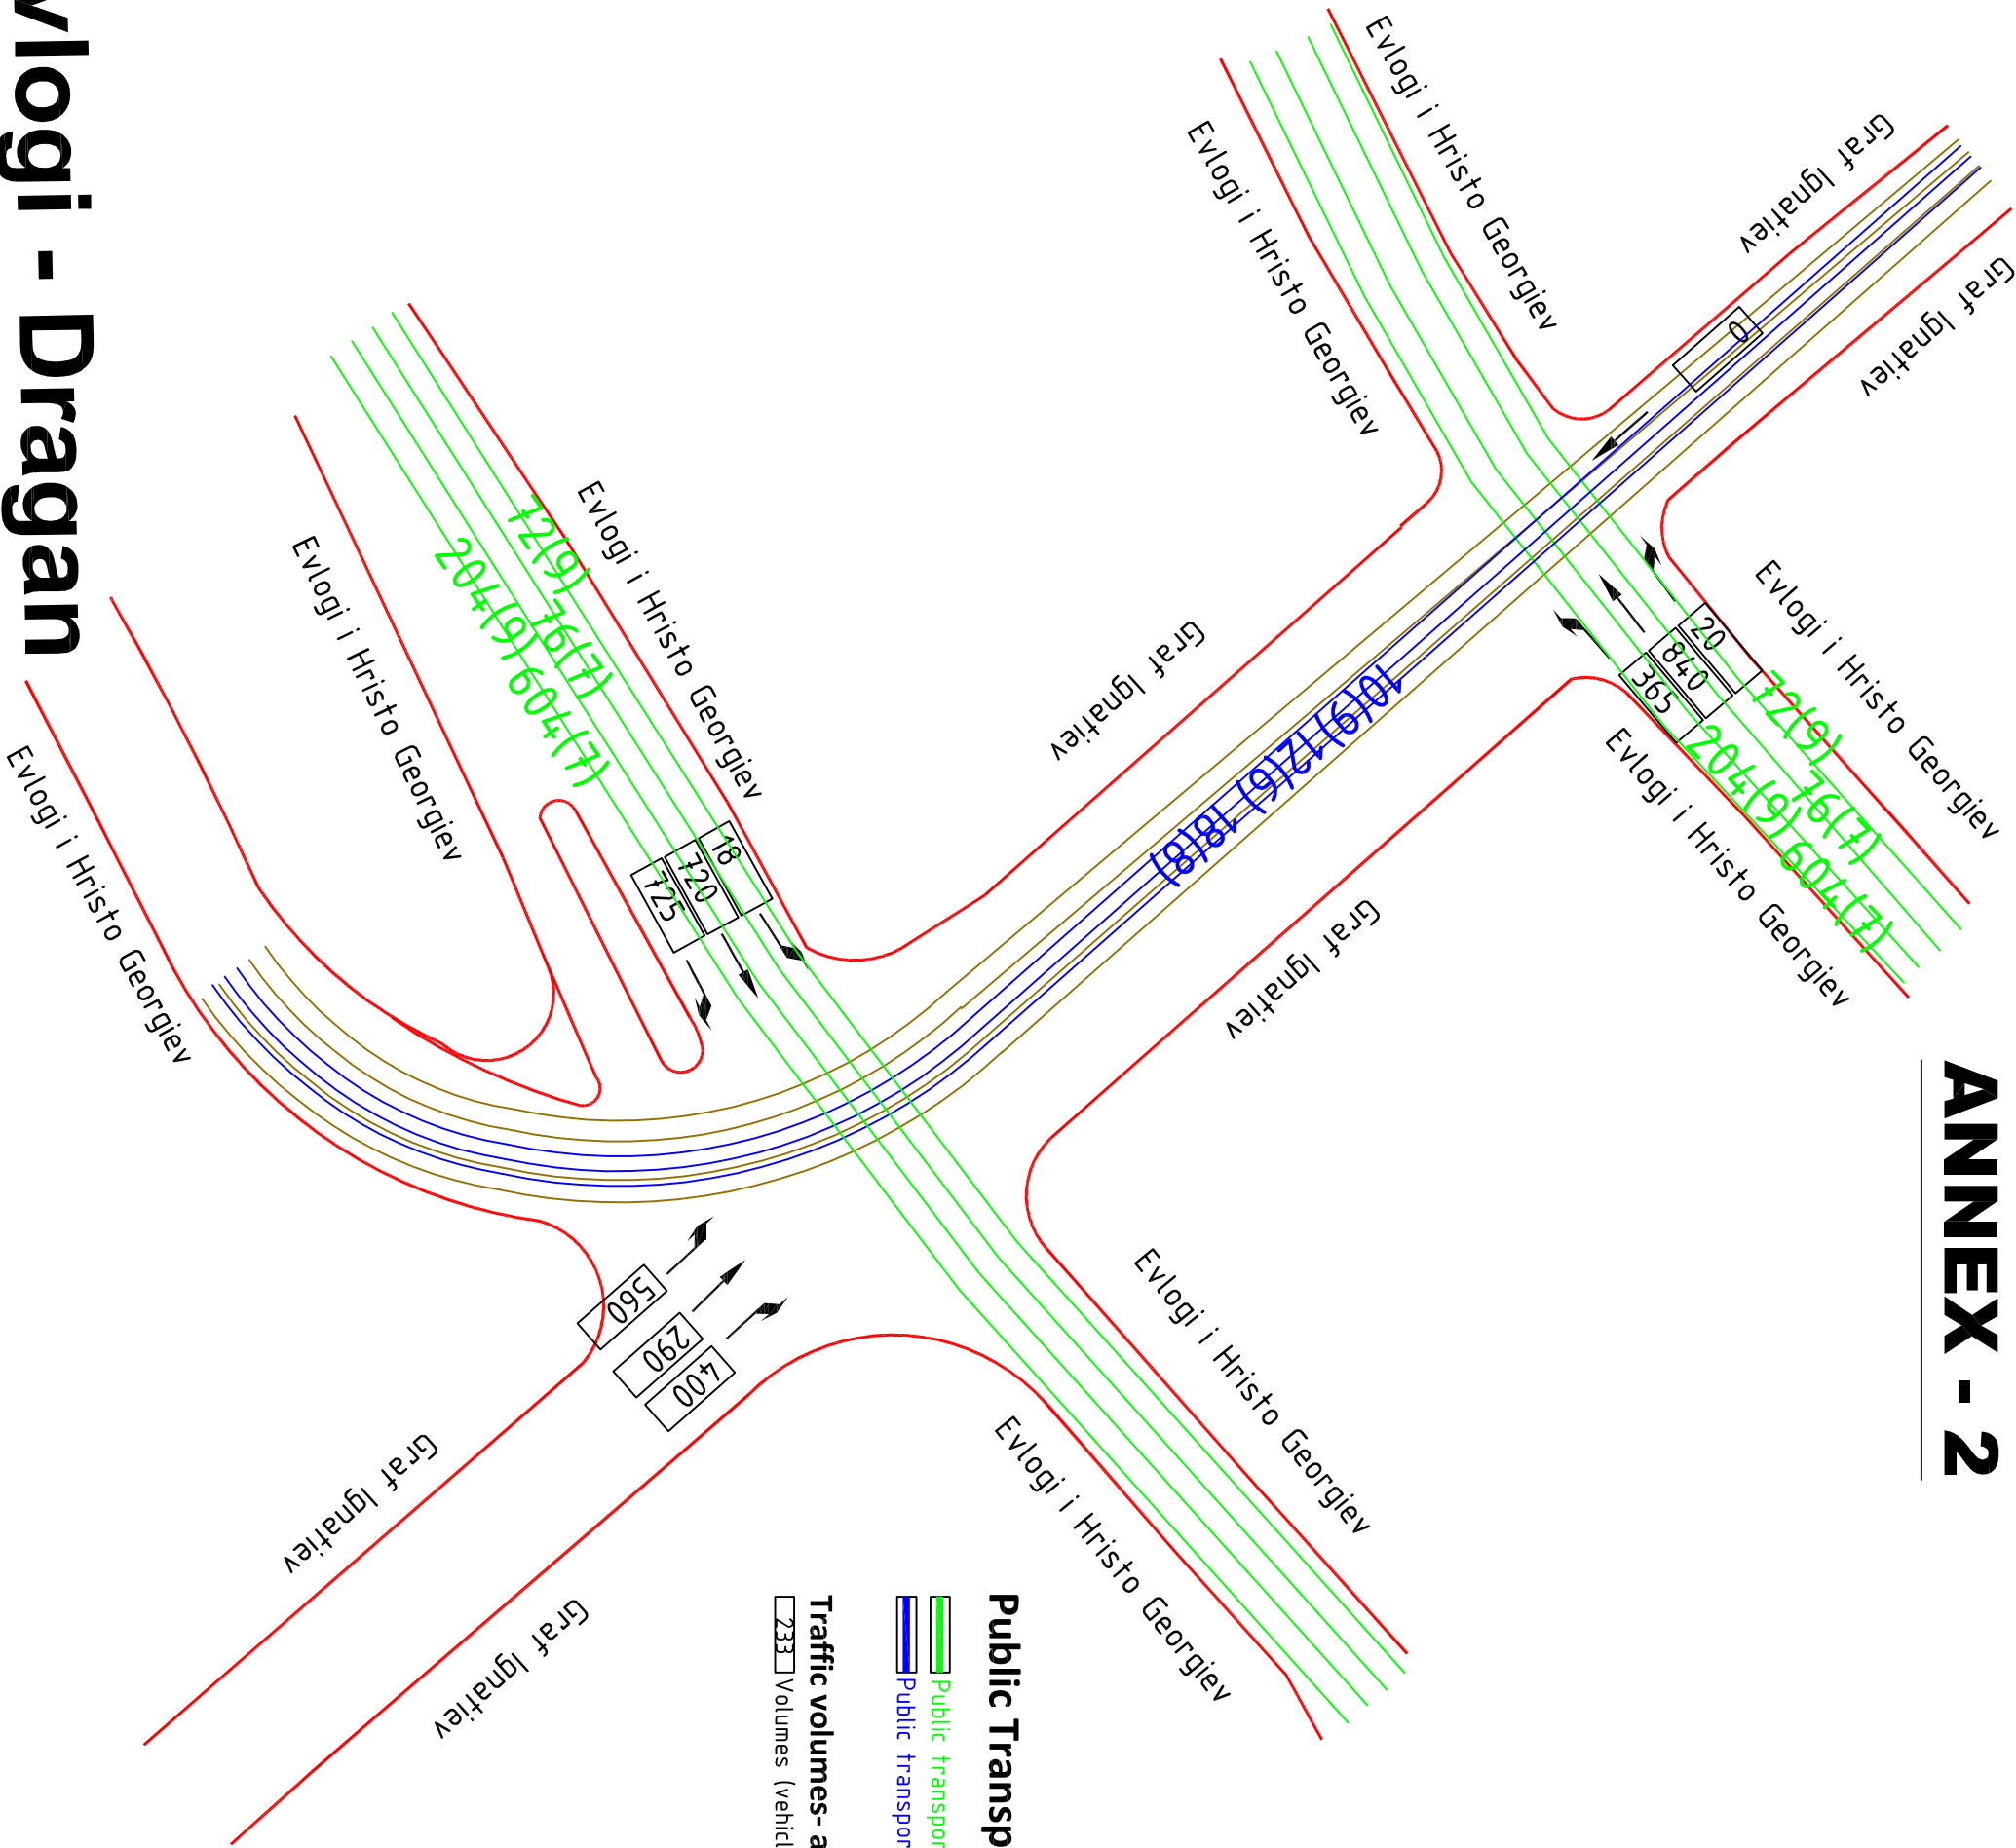 ANNEX - 2
vlogi - Dragan
Graf Ignatiev
Graf Ignatiev
Evlogi i Hristo Georgiev
Evlogi i Hristo Georgiev
0
Evlogi i Hristo Georgiev
Evlogi i Hristo Georgiev
20
840
365
72(9) 76(7)
204(9) 604(7)
Graf Ignatiev
Graf Ignatiev
10(9)12(6) 18(8)
Evlogi i Hristo Georgiev
Evlogi i Hristo Georgiev
Evlogi i Hristo Georgiev
72(9) 76(7)
204(9)604(7)
18
720
725
560
290
400
Evlogi i Hristo Georgiev
Evlogi i Hristo Georgiev
Graf Ignatiev
Graf Ignatiev
Public Transp
Public transpor
Public transpor
Traffic volumes- a
233 Volumes (vehicl